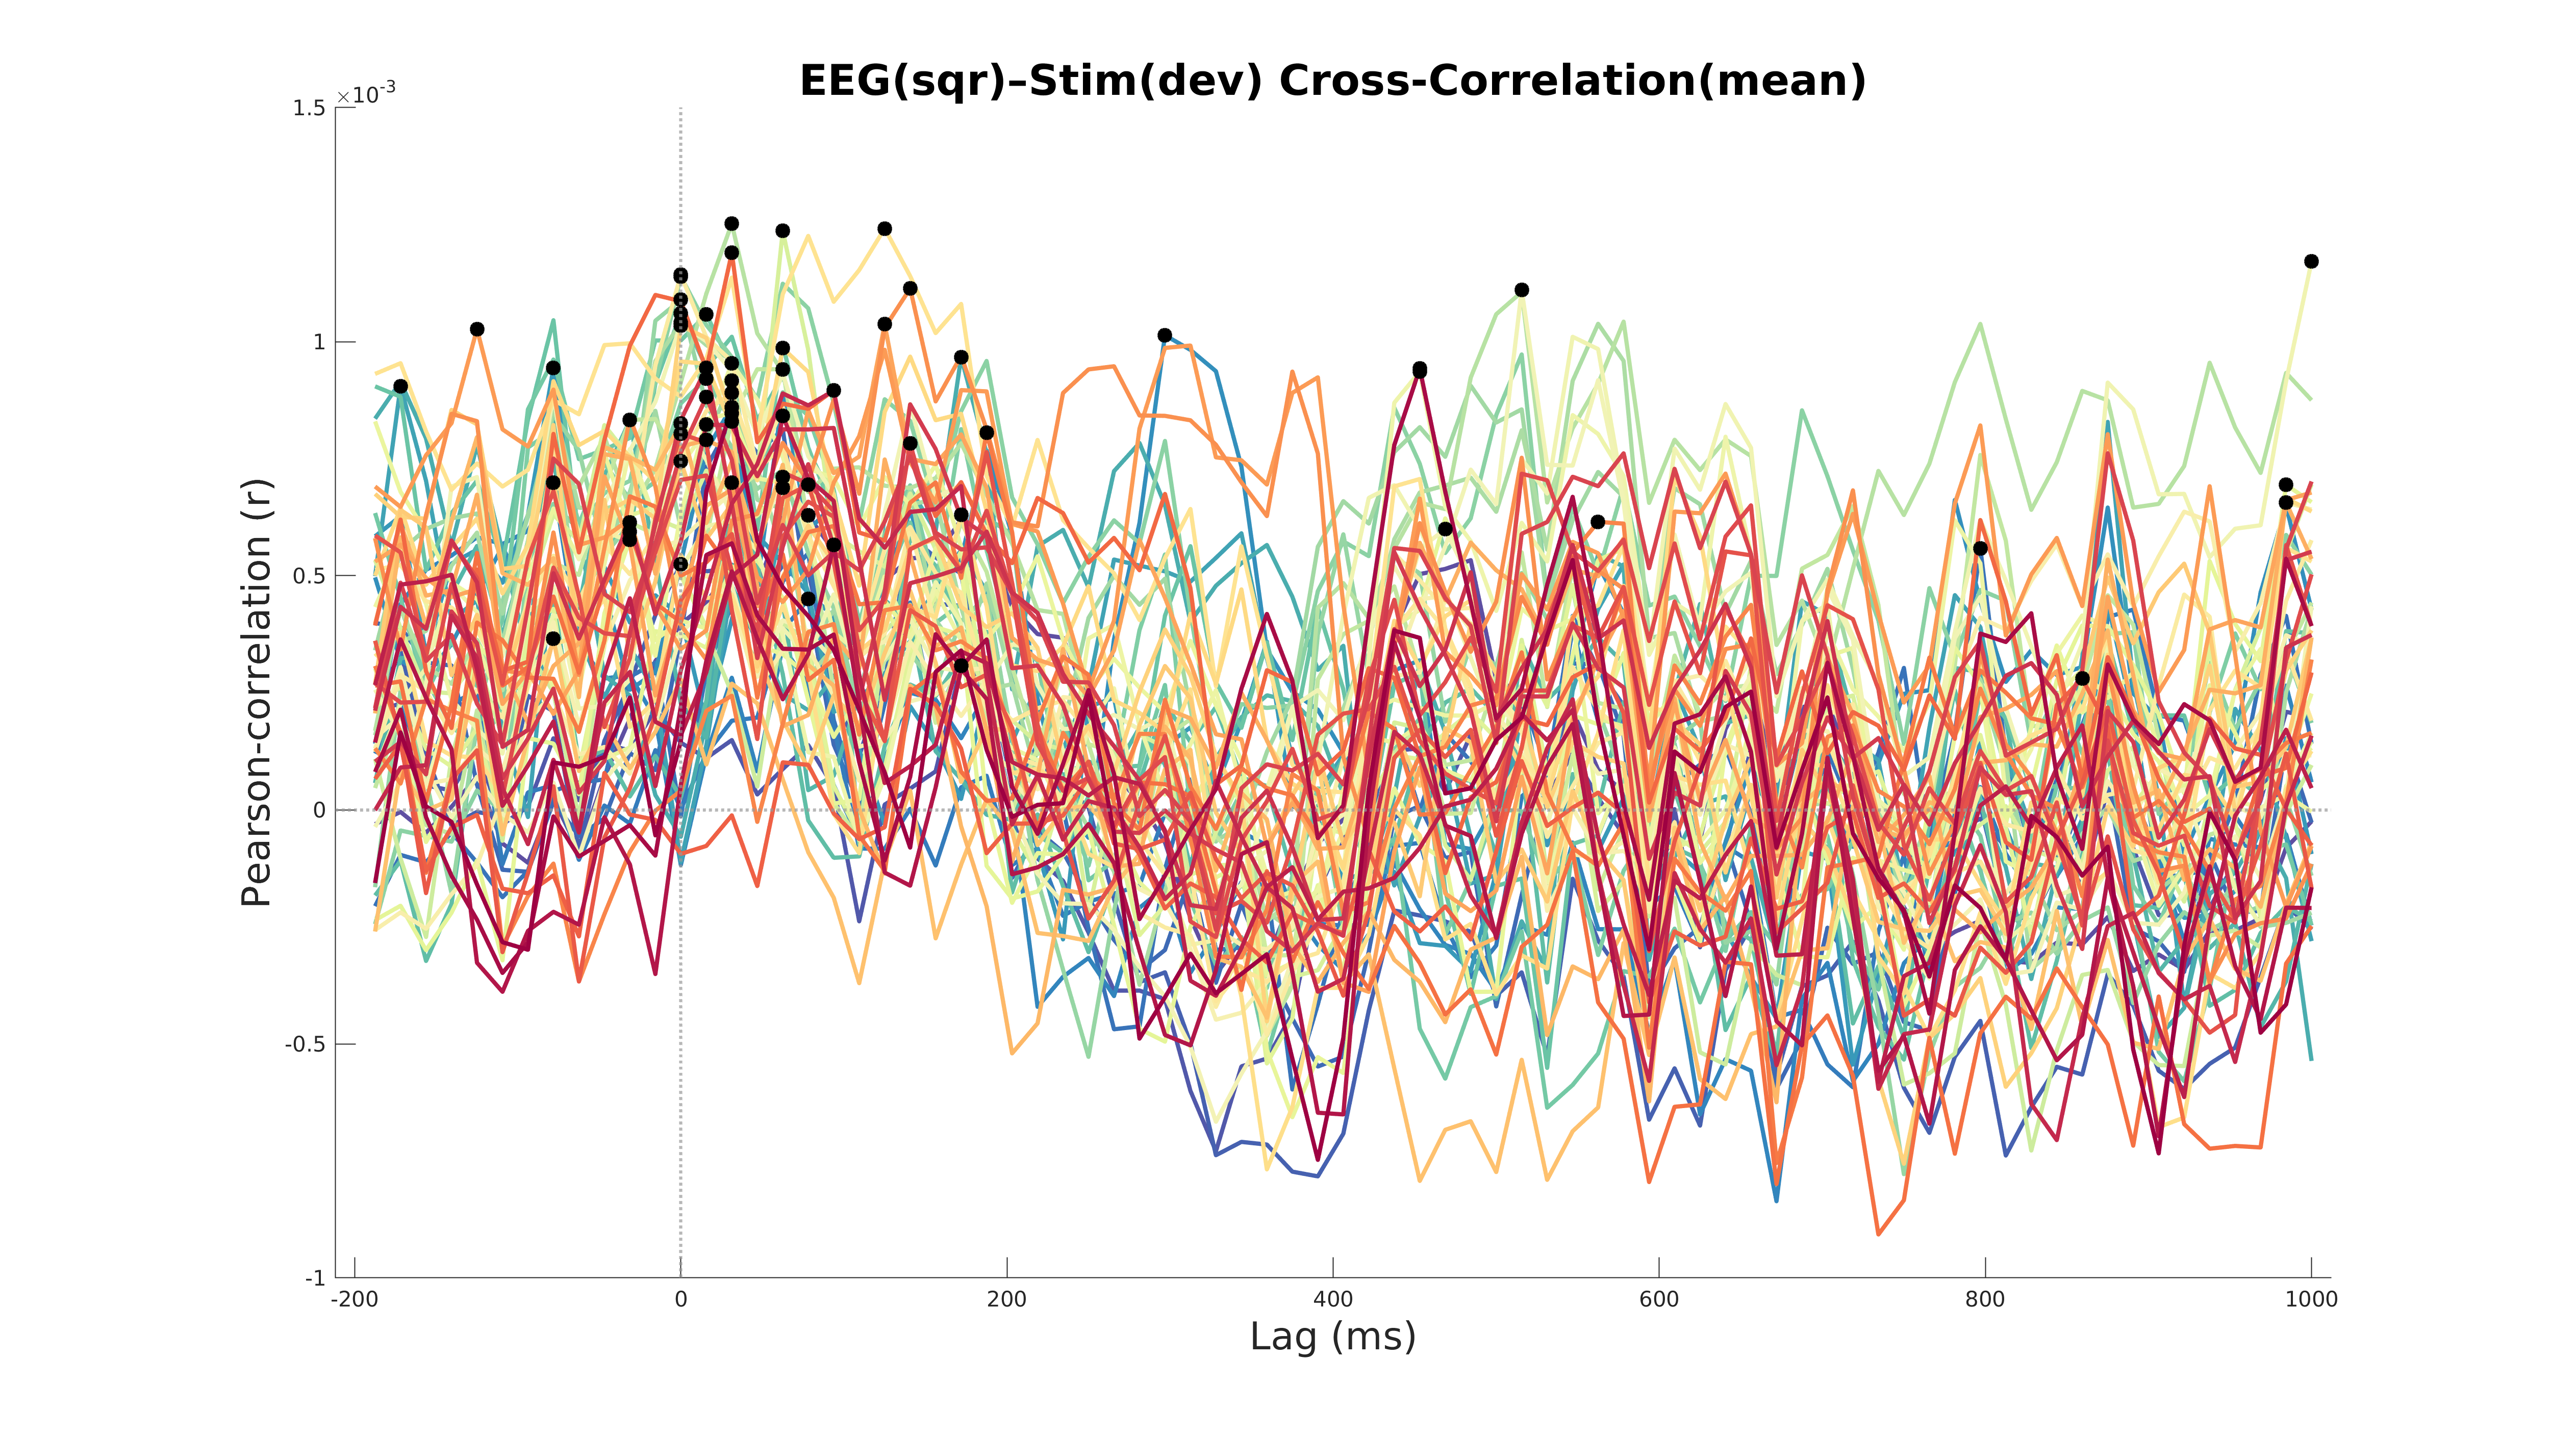 EEG(sqr)–Stim(dev) Cross-Correlation(mean)
×10⁻³
1.5
1
0.5
0
-0.5
-1
Pearson-correlation (r)
-200 0 200 400 600 800 1000
Lag (ms)